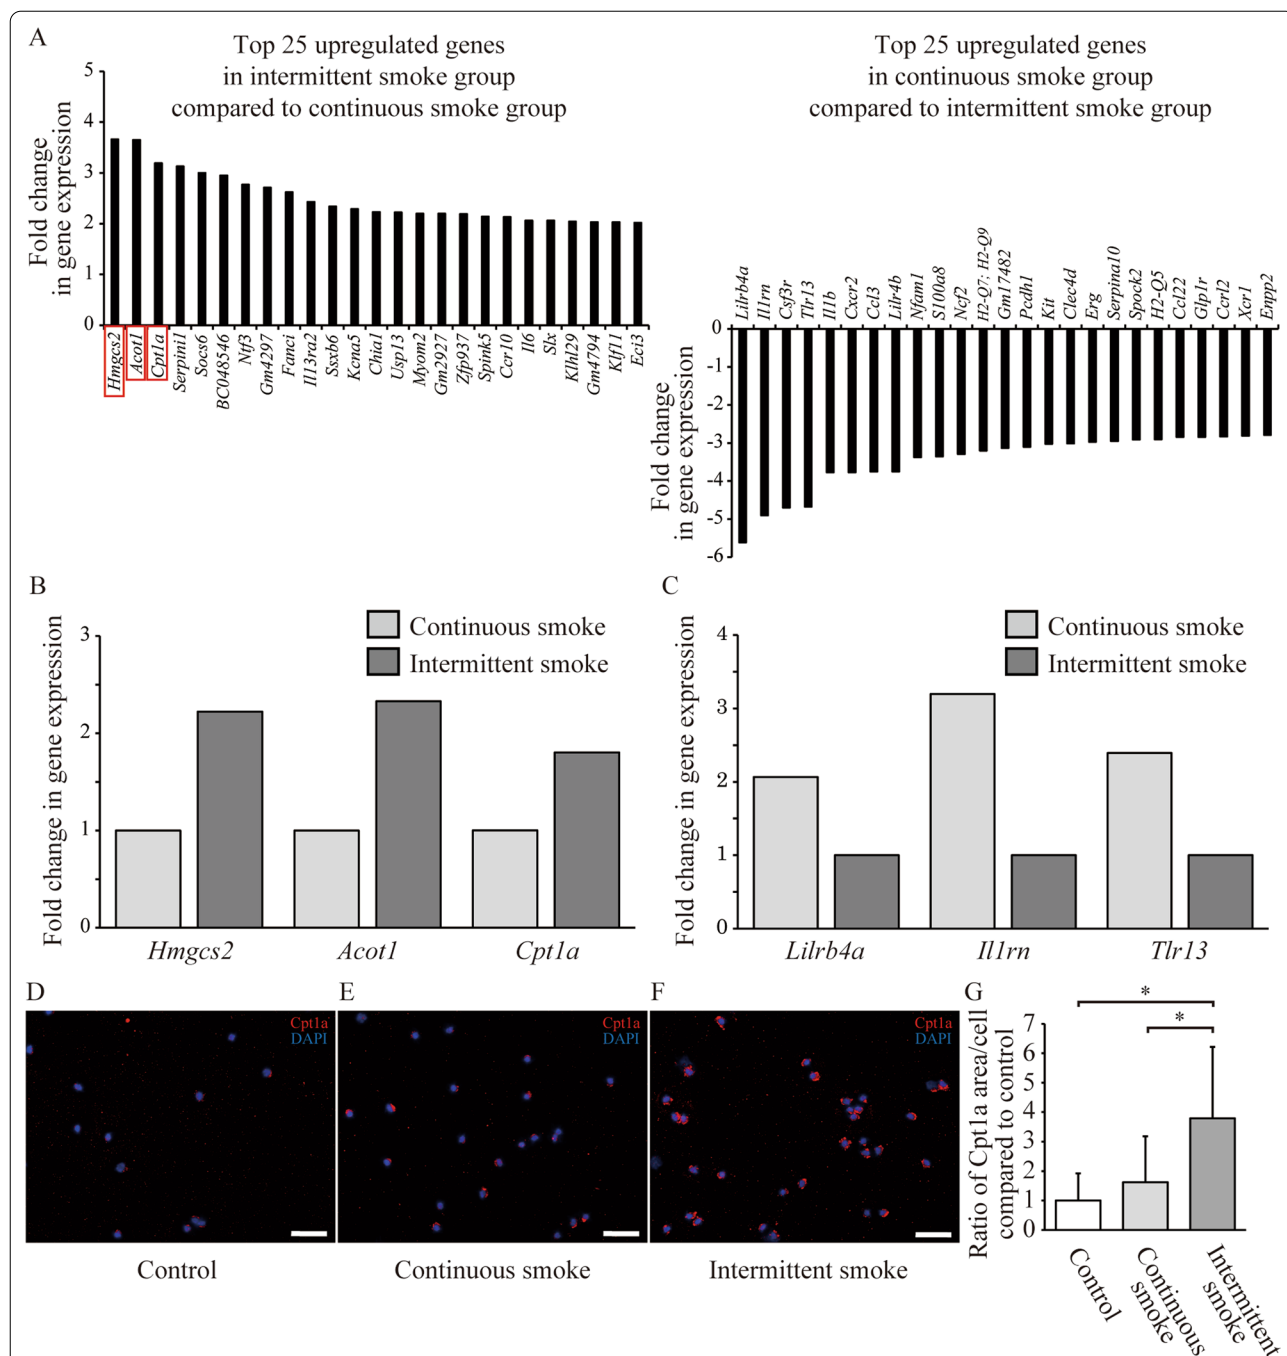 A
Top 25 upregulated genes
in intermittent smoke group
compared to continuous smoke group
Fold change
in gene expression
5
4
3
2
1
0
Hmgcs2
Acot1
Cpt1a
Serpini1
Socs6
BC048546
Ntf3
Gm4297
Fanci
Il13ra2
Ssxb6
Kcna5
Chia1
Usp13
Myom2
Gm2927
Zfp937
Spink5
Ccr10
Il6
Slx
Klhl29
Gm4794
Klf11
Eci3
Top 25 upregulated genes
in continuous smoke group
compared to intermittent smoke group
Lilrb4a
Il1rn
Csf3r
Tlr13
Il1b
Cxcr2
Ccl3
Lilr4b
Nfam1
S100a8
Ncf2
H2-Q7; H2-Q9
Gm17482
Pcdh1
Kit
Clec4d
Erg
Serpina10
Spock2
H2-Q5
Ccl22
Glp1r
Ccrl2
Xcr1
Enpp2
Fold change
in gene expression
0
-1
-2
-3
-4
-5
-6
B
Fold change in gene expression
3
2
1
0
Continuous smoke
Intermittent smoke
Hmgcs2
Acot1
Cpt1a
C
Fold change in gene expression
4
3
2
1
0
Continuous smoke
Intermittent smoke
Lilrb4a
Il1rn
Tlr13
D
Cpt1a
DAPI
Control
E
Cpt1a
DAPI
Continuous smoke
F
Cpt1a
DAPI
Intermittent smoke
G
Ratio of Cpt1a area/cell
compared to control
7
6
5
4
3
2
1
0
*
*
Control
Continuous
smoke
Intermittent
smoke